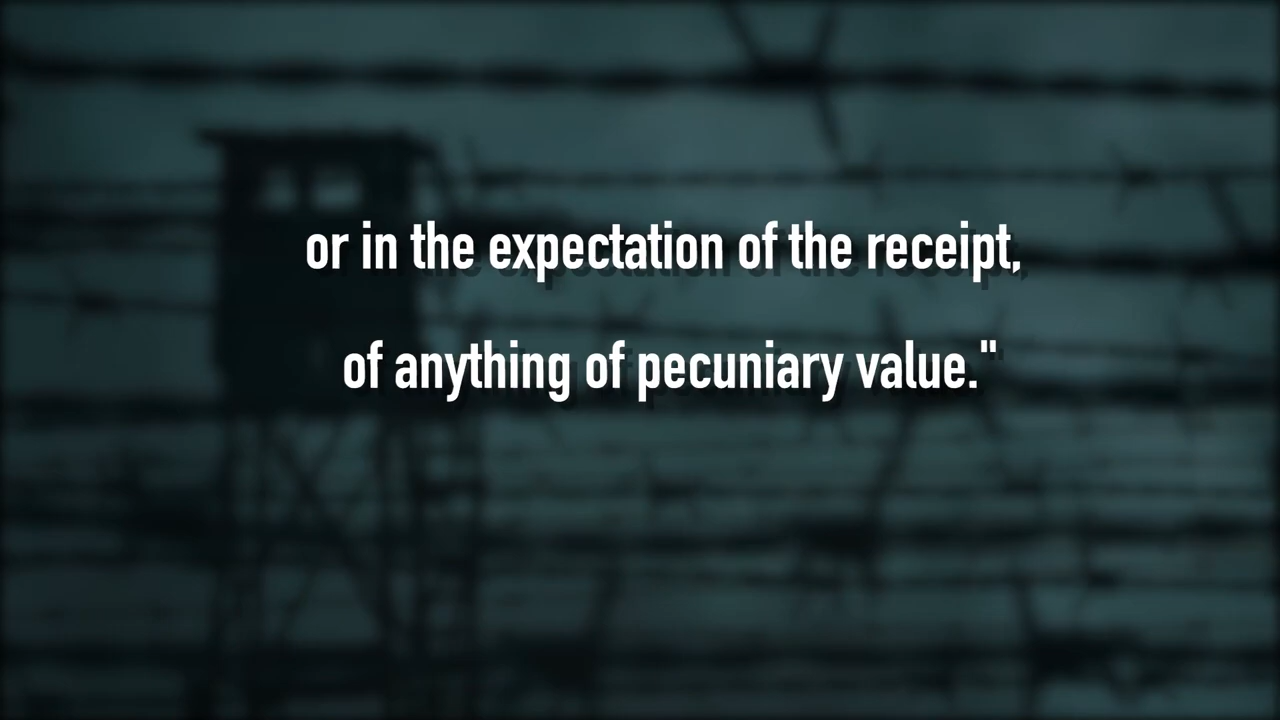 or in the expectation of the receipt,
of anything of pecuniary value."